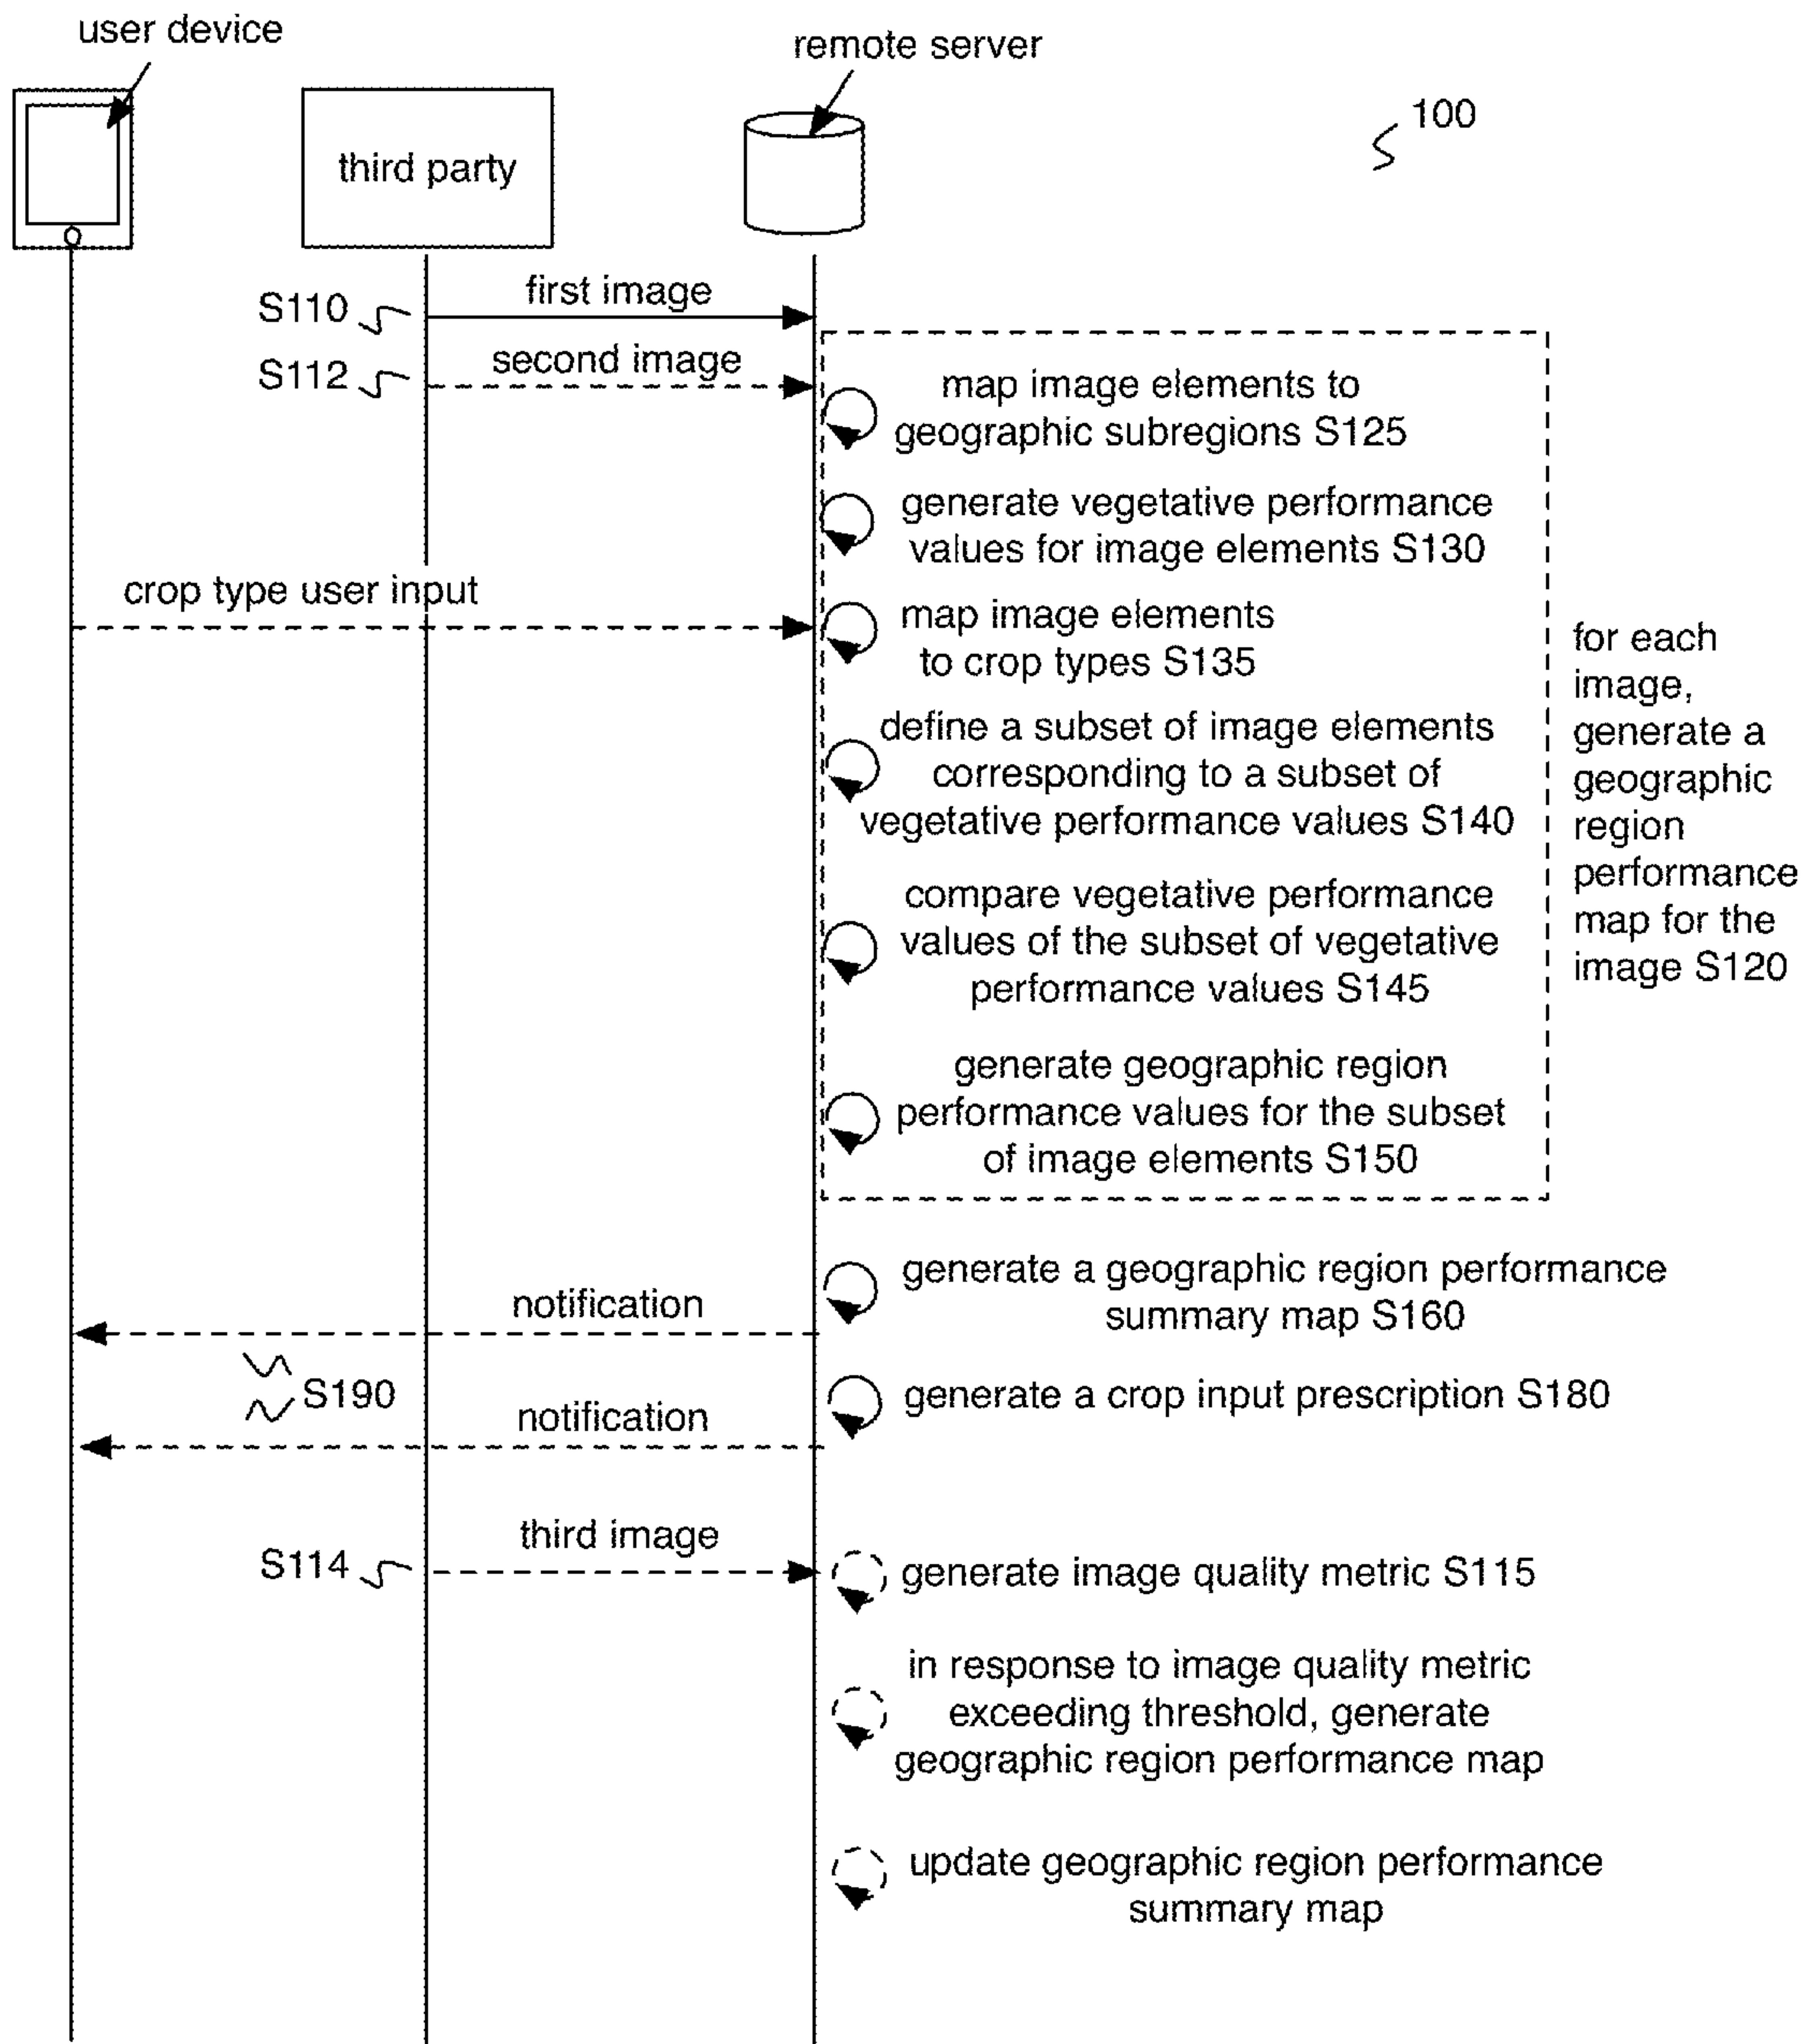 user device
remote server
100
third party
S110
first image
S112
second image
map image elements to
geographic subregions S125
generate vegetative performance
values for image elements S130
crop type user input
map image elements
to crop types S135
for each
image,
generate a
geographic
region
performance
map for the
image S120
define a subset of image elements
corresponding to a subset of
vegetative performance values S140
compare vegetative performance
values of the subset of vegetative
performance values S145
generate geographic region
performance values for the subset
of image elements S150
generate a geographic region performance
summary map S160
notification
S190
generate a crop input prescription S180
notification
S114
third image
generate image quality metric S115
in response to image quality metric
exceeding threshold, generate
geographic region performance map
update geographic region performance
summary map